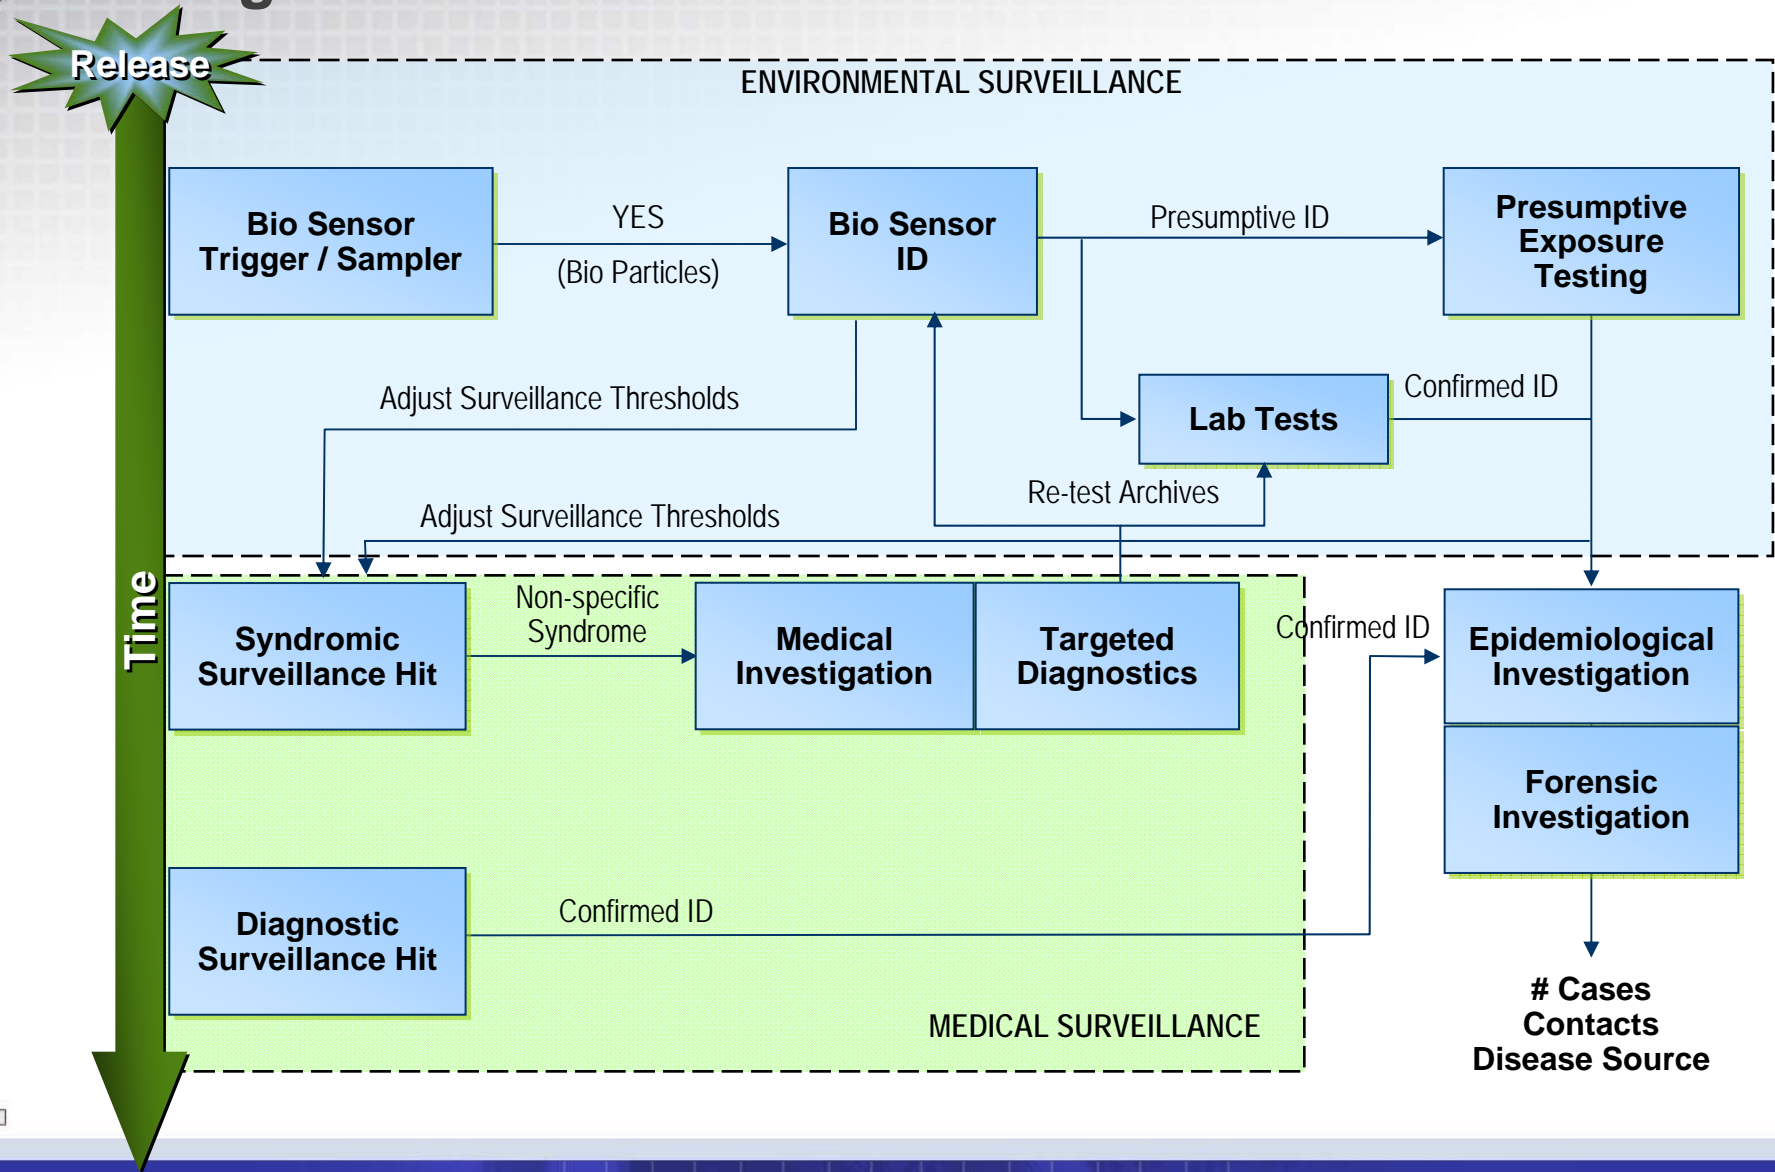 Release
ENVIRONMENTAL SURVEILLANCE
Bio Sensor
Trigger / Sampler
YES
(Bio Particles)
Bio Sensor
ID
Presumptive ID
Presumptive
Exposure
Testing
Adjust Surveillance Thresholds
Lab Tests
Confirmed ID
Re-test Archives
Adjust Surveillance Thresholds
Time
Syndromic
Surveillance Hit
Non-specific
Syndrome
Medical
Investigation
Targeted
Diagnostics
Confirmed ID
Epidemiological
Investigation
Forensic
Investigation
Diagnostic
Surveillance Hit
Confirmed ID
MEDICAL SURVEILLANCE
# Cases
Contacts
Disease Source